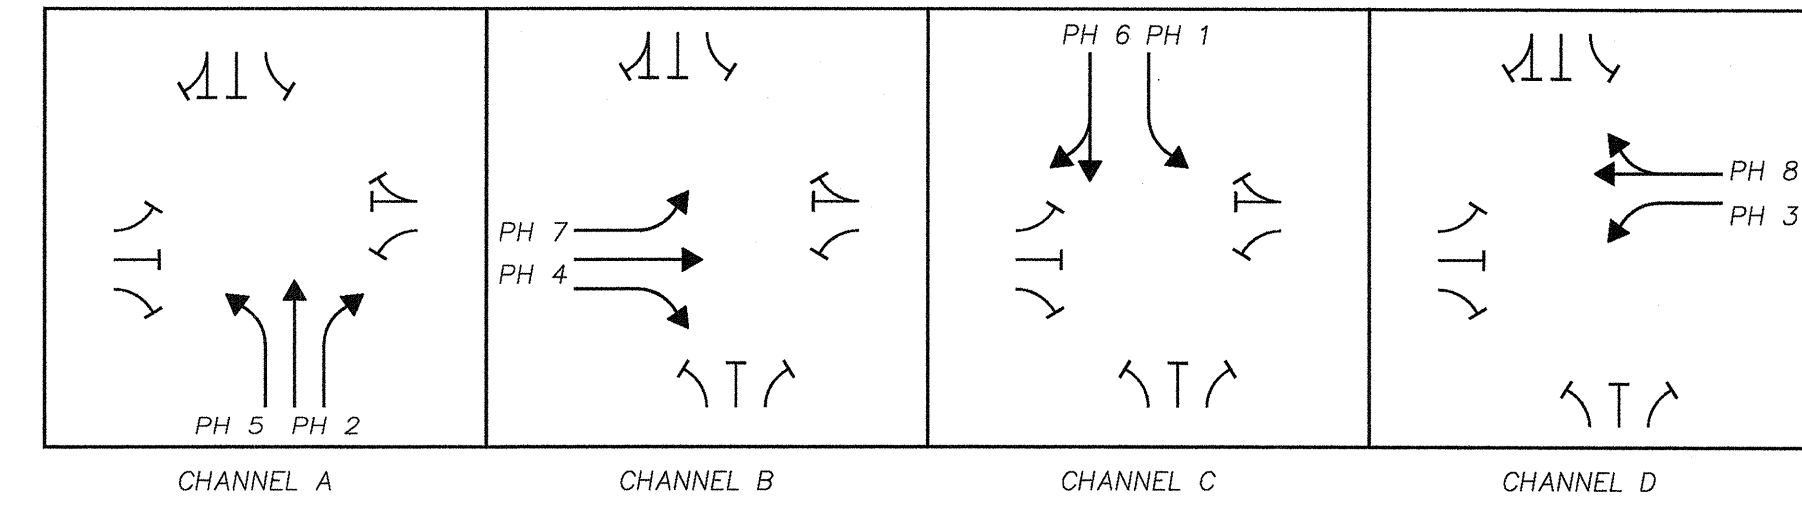 PH 6 PH 1
PH 8
PH 3
PH 7
PH 4
PH 5 PH 2
CHANNEL A
CHANNEL B
CHANNEL C
CHANNEL D